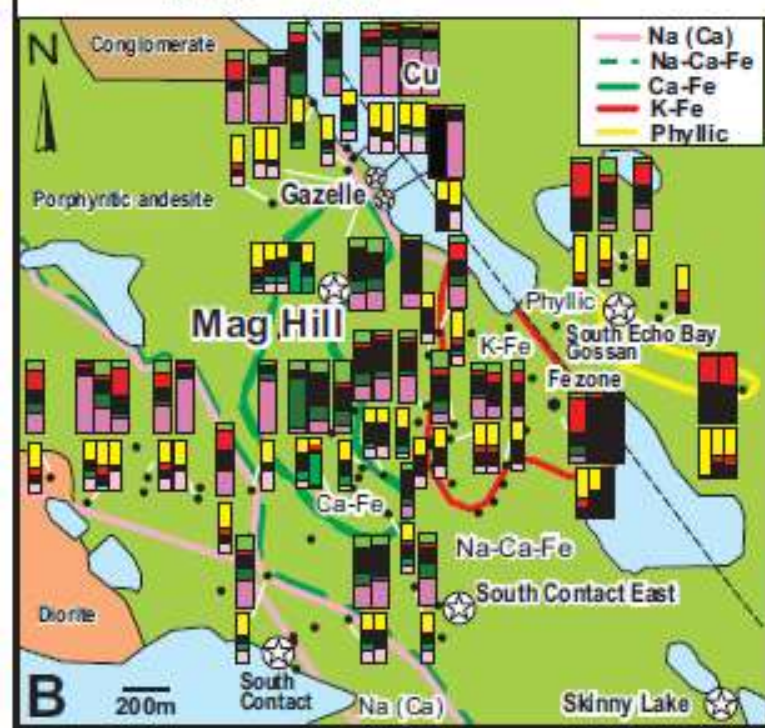 Conglomerate
N
Cu
Na (Ca)
Na-Ca-Fe
Ca-Fe
K-Fe
Phyllic
Porphyritic andesite
Gazelle
Mag Hill
Phyllic
K-Fe
South Echo Bay
Gossan
Fe zone
Ca-Fe
Na-Ca-Fe
Diorite
South Contact East
B
200m
South
Contact
Na (Ca)
Skinny Lake